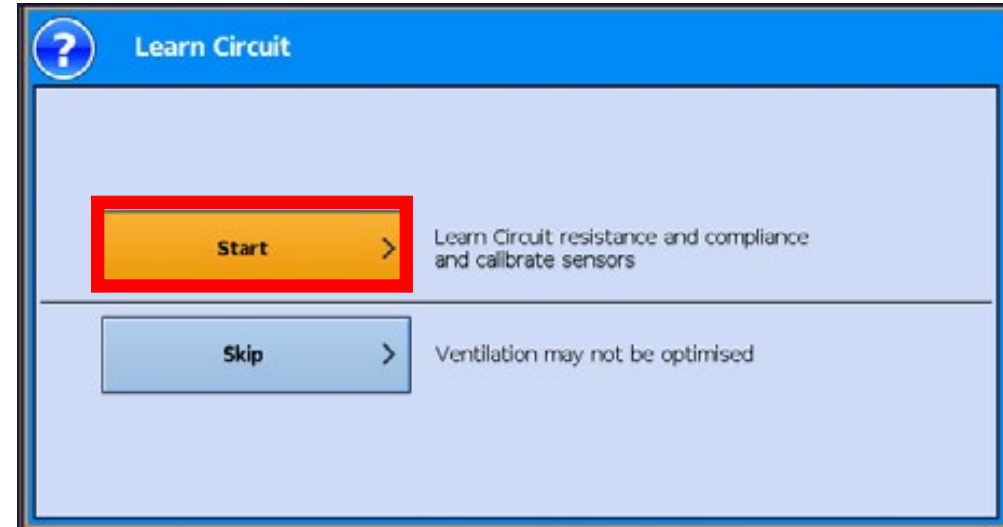 ?
Learn Circuit
Start >
Learn Circuit resistance and compliance
and calibrate sensors
Skip >
Ventilation may not be optimised